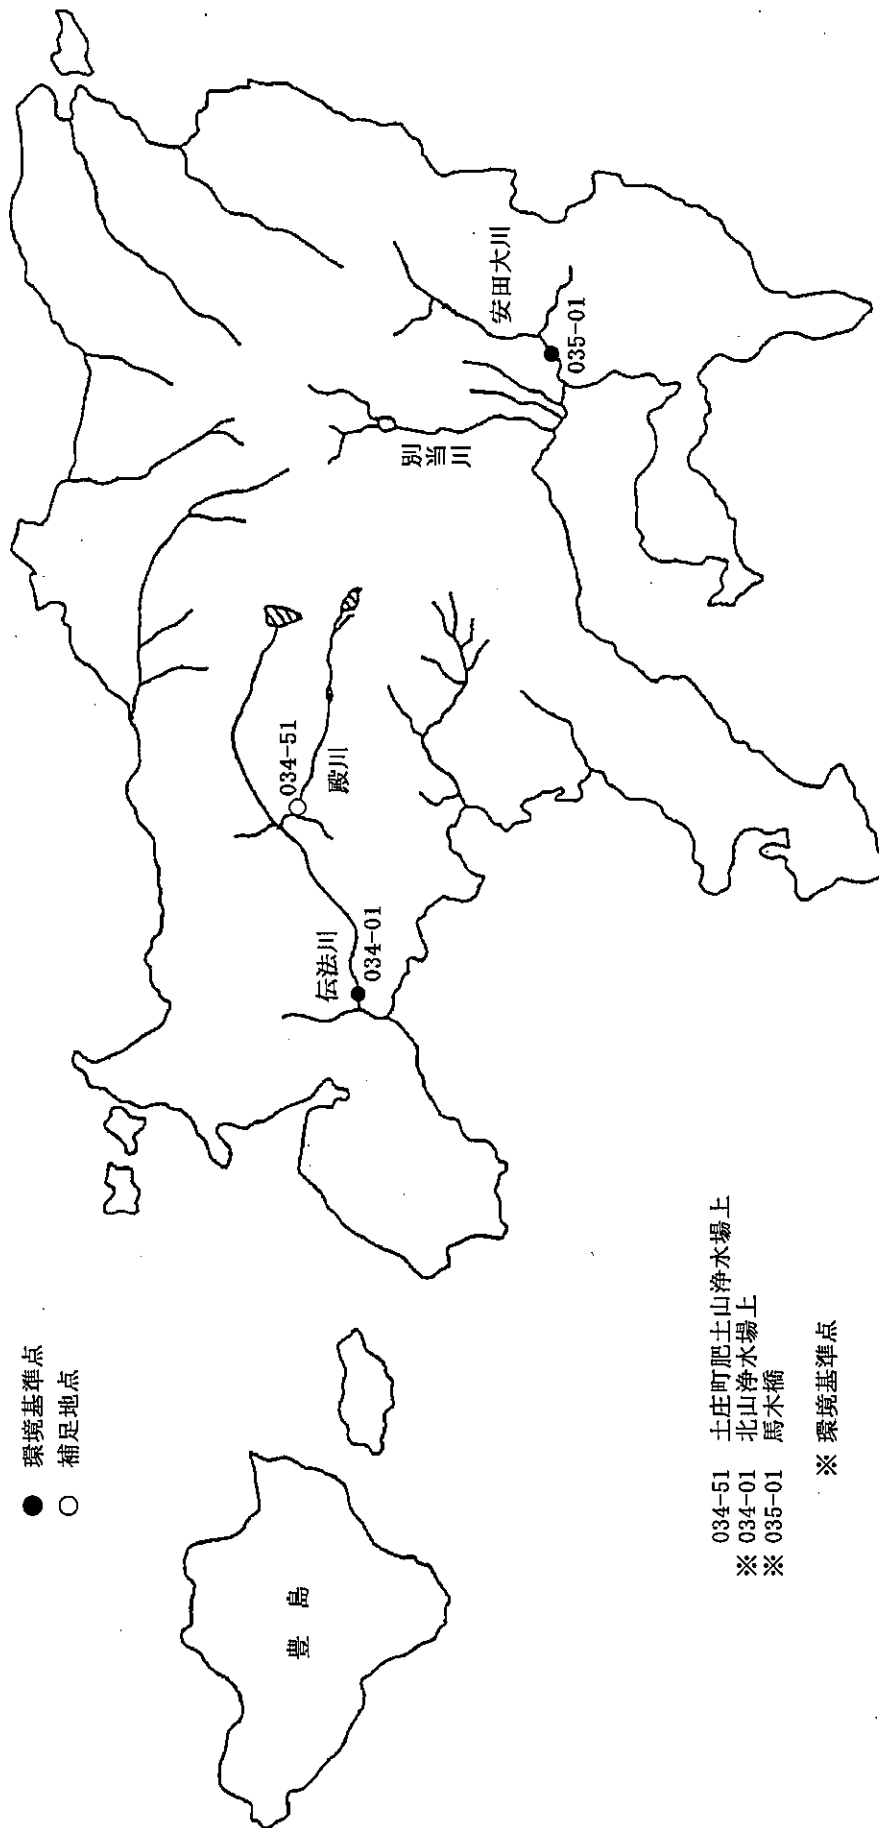 ● 環境基準点
○ 補足地点
豊島
伝法川
034-01
034-51
殿川
別当川
安田大川
035-01
034-51 土庄町肥土山浄水場上
※ 034-01 北山浄水場上
※ 035-01 馬木橋
※ 環境基準点